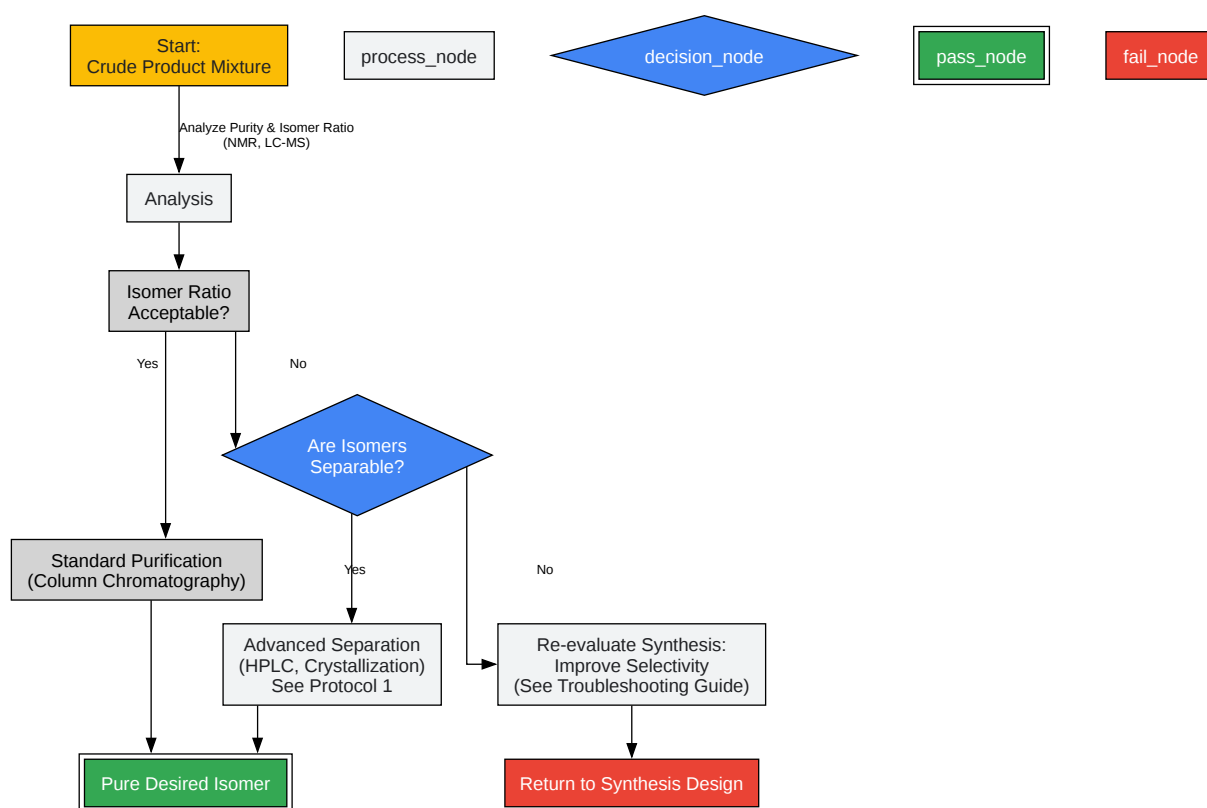 Start:
Crude Product Mixture
process_node
decision_node
pass_node
fail_node
Analyze Purity & Isomer Ratio
(NMR, LC-MS)
Analysis
Isomer Ratio
Acceptable?
Yes
No
Are Isomers
Separable?
Standard Purification
(Column Chromatography)
Yes
No
Advanced Separation
(HPLC, Crystallization)
See Protocol 1
Re-evaluate Synthesis:
Improve Selectivity
(See Troubleshooting Guide)
Pure Desired Isomer
Return to Synthesis Design